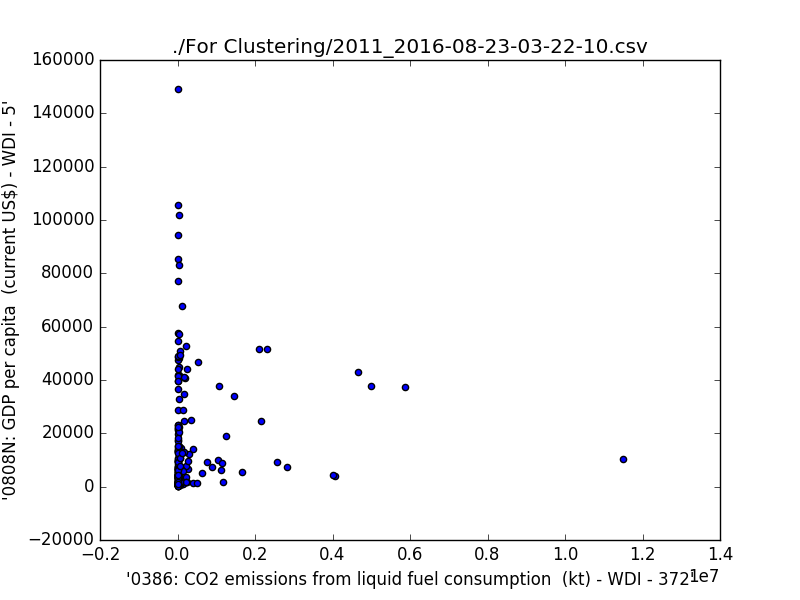 ./For Clustering/2011_2016-08-23-03-22-10.csv
'0808N: GDP per capita  (current US$) - WDI - 5'
160000
140000
120000
100000
80000
60000
40000
20000
0
−20000
−0.2 0.0 0.2 0.4 0.6 0.8 1.0 1.2 1.4
1e7
'0386: CO2 emissions from liquid fuel consumption  (kt) - WDI - 372